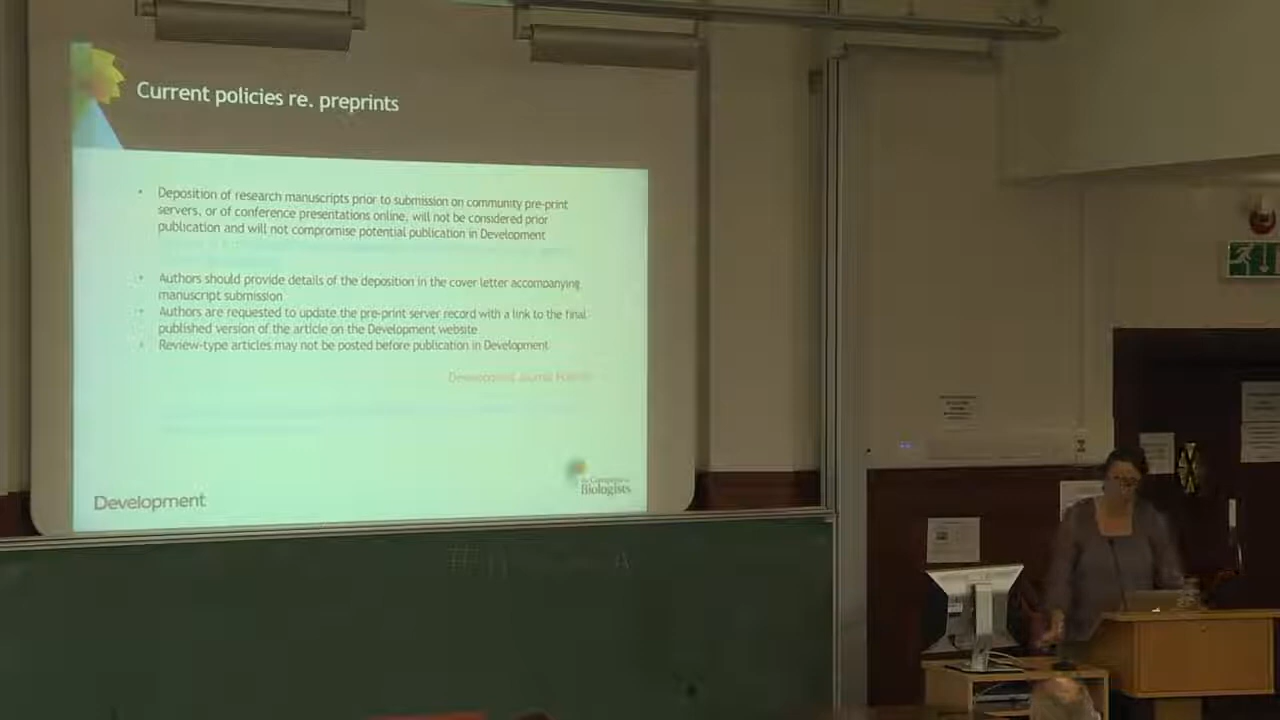 Current policies re. preprints
• Deposition of research manuscripts prior to submission on community pre-print
servers, or of conference presentations online, will not be considered prior
publication and will not compromise potential publication in Development
• Authors should provide details of the deposition in the cover letter accompanying
manuscript submission
• Authors are requested to update the pre-print server record with a link to the final
published version of the article on the Development website
• Review-type articles may not be posted before publication in Development
Development
Biologists